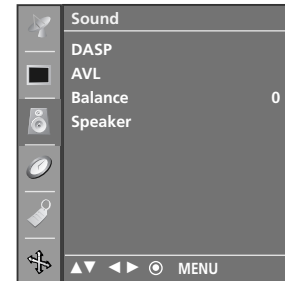 Sound
DASP
AVL
Balance 0
Speaker
▲▼ ◄► ⦿ MENU